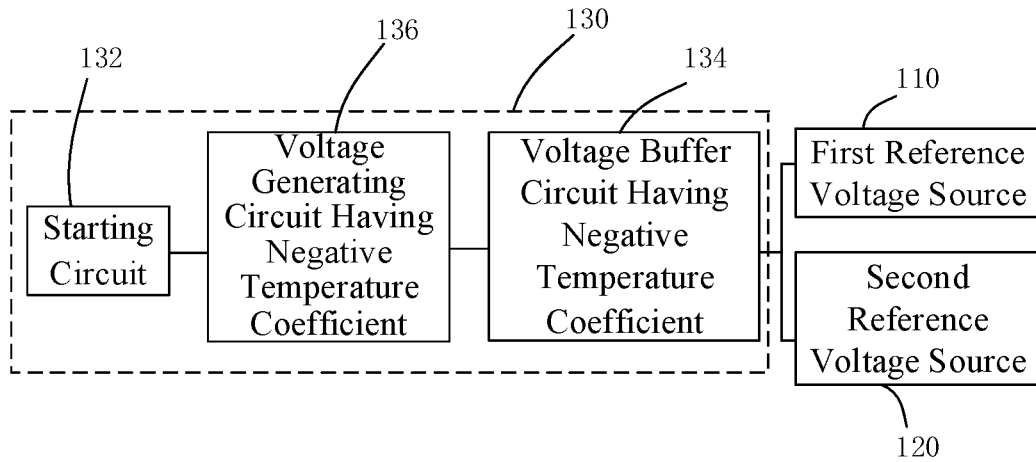 132
136
130
134
110
Starting
Circuit
Voltage
Generating
Circuit Having
Negative
Temperature
Coefficient
Voltage Buffer
Circuit Having
Negative
Temperature
Coefficient
First Reference
Voltage Source
Second
Reference
Voltage Source
120